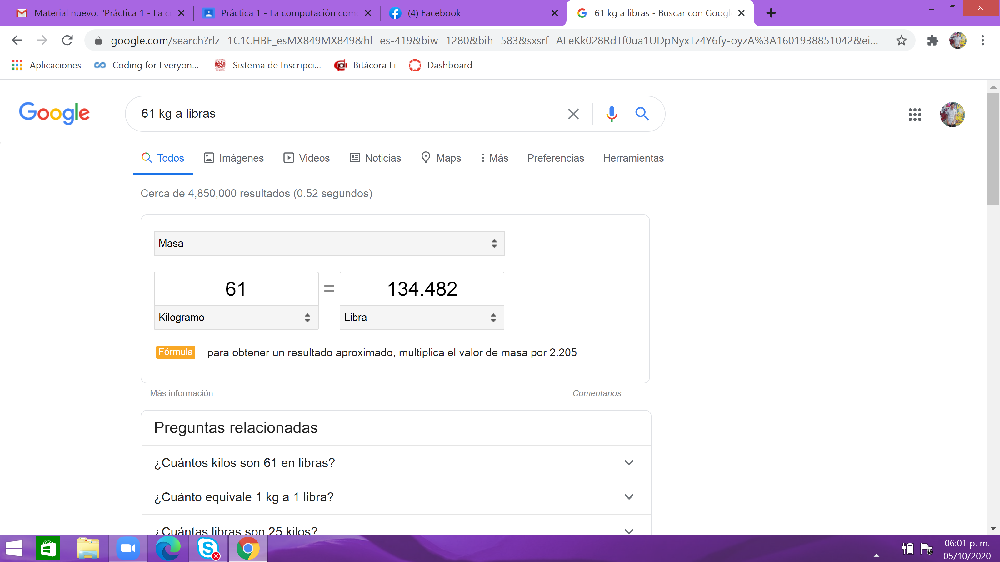 Material nuevo: "Práctica 1 - La c
Práctica 1 - La computación com
(4) Facebook
61 kg a libras - Buscar con Googl
google.com/search?rlz=1C1CHBF_esMX849MX849&hl=es-419&biw=1280&bih=583&sxsrf=ALeKk028RdTf0ua1UDpNyxTz4Y6fy-oyzA%3A1601938851042&ei...
Aplicaciones
Coding for Everyon...
Sistema de Inscripci...
Bitácora Fi
Dashboard
Google
61 kg a libras
Todos
Imágenes
Videos
Noticias
Maps
Más
Preferencias
Herramientas
Cerca de 4,850,000 resultados (0.52 segundos)
Masa
61 = 134.482
Kilogramo
Libra
Fórmula para obtener un resultado aproximado, multiplica el valor de masa por 2.205
Más información
Comentarios
Preguntas relacionadas
¿Cuántos kilos son 61 en libras?
¿Cuánto equivale 1 kg a 1 libra?
¿Cuántas libras son 25 kilos?
06:01 p. m.
05/10/2020